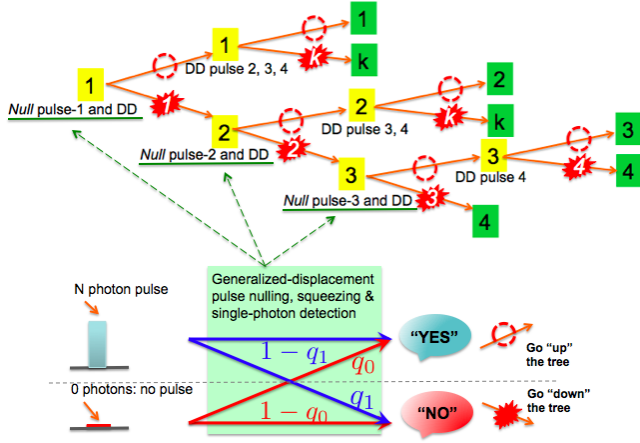 1
k
1
DD pulse 2, 3, 4
k
1
1
Null pulse-1 and DD
2
2
DD pulse 3, 4
k
k
2
2
Null pulse-2 and DD
3
3
DD pulse 4
4
4
3
3
Null pulse-3 and DD
4
Generalized-displacement
pulse nulling, squeezing &
single-photon detection
N photon pulse
"YES"
Go "up"
the tree
1 − q₁
q₀
q₁
0 photons: no pulse
1 − q₀
"NO"
Go "down"
the tree